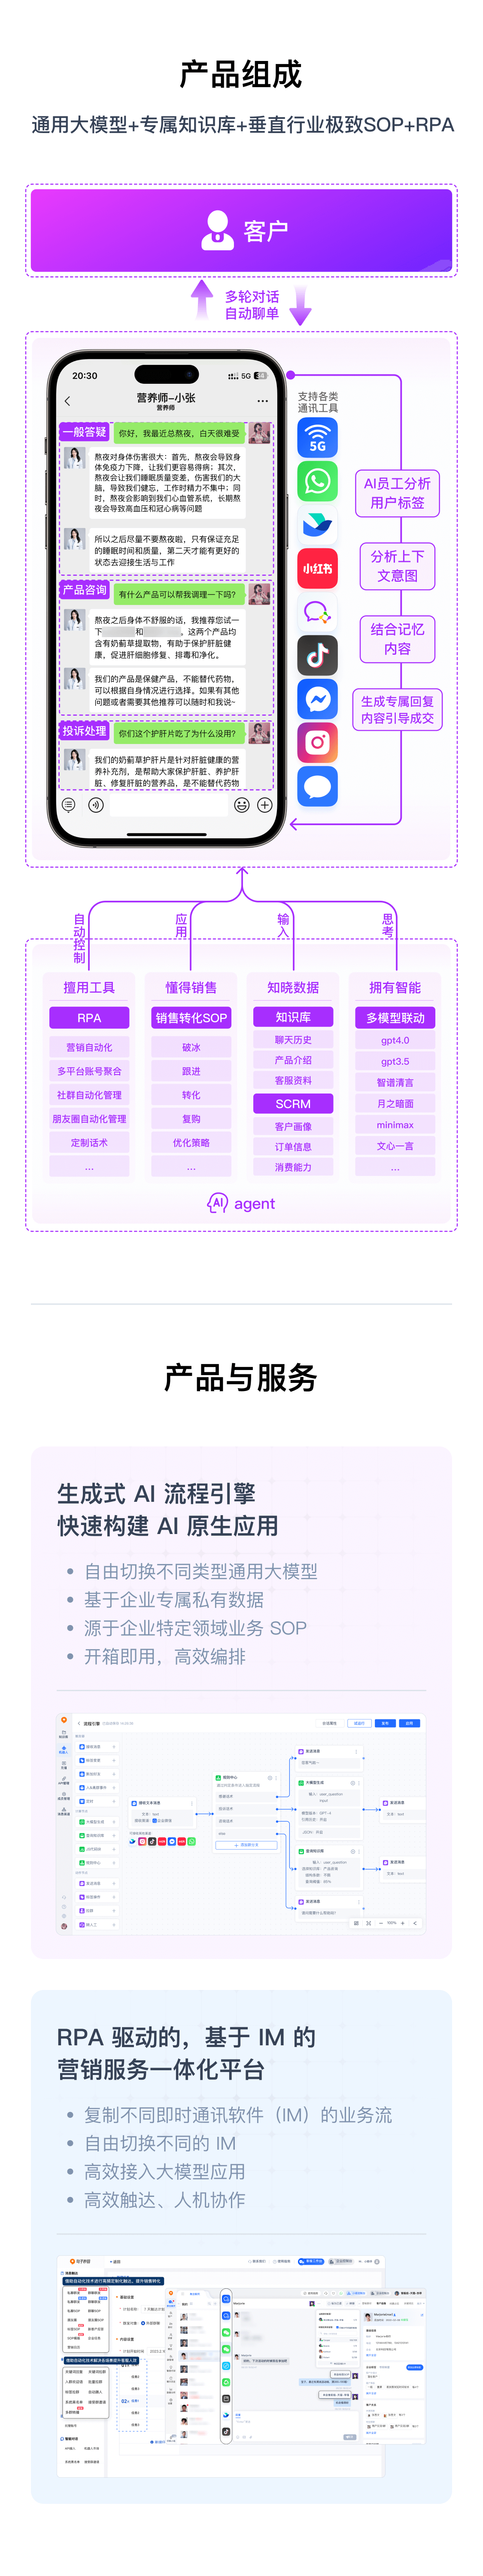 产品组成
通用大模型+专属知识库+垂直行业极致SOP+RPA
客户
多轮对话
自动聊单
20:30
5G
营养师–小张
营养师
一般答疑
你好，我最近总熬夜，白天很难受
熬夜对身体伤害很大：首先，熬夜会导致身
体免疫力下降，让我们更容易得病；其次，
熬夜会让我们睡眠质量变差，伤害我们的大
脑，导致我们健忘，工作时精力不集中；同
时，熬夜会影响到我们心血管系统，长期熬
夜会导致高血压和冠心病等问题
所以之后尽量不要熬夜啦，只有保证充足
的睡眠时间和质量，第二天才能有更好的
状态去迎接生活与工作
产品咨询
有什么产品可以帮我调理一下吗？
熬夜之后身体不舒服的话，我推荐您试一
下
和
，这两个产品均
含有奶蓟草提取物，有助于保护肝脏健
康，促进肝细胞修复、排毒和净化。
我们的产品是保健产品，不能替代药物，
可以根据自身情况进行选择。如果有其他
问题或者需要其他推荐可以随时和我说~
投诉处理
你们这个护肝片吃了为什么没用？
我们的奶蓟草护肝片是针对肝脏健康的营
养补充剂，是帮助大家保护肝脏、养护肝
脏、修复肝脏的营养品，是不能替代药物
支持各类
通讯工具
5G
小红书
AI员工分析
用户标签
分析上下
文意图
结合记忆
内容
生成专属回复
内容引导成交
自动控制
应用
输入
思考
擅用工具
RPA
营销自动化
多平台账号聚合
社群自动化管理
朋友圈自动化管理
定制话术
...
懂得销售
销售转化SOP
破冰
跟进
转化
复购
优化策略
...
知晓数据
知识库
聊天历史
产品介绍
客服资料
SCRM
客户画像
订单信息
消费能力
拥有智能
多模型联动
gpt4.0
gpt3.5
智谱清言
月之暗面
minimax
文心一言
...
AI agent
产品与服务
生成式 AI 流程引擎
快速构建 AI 原生应用
自由切换不同类型通用大模型
基于企业专属私有数据
源于企业特定领域业务 SOP
开箱即用，高效编排
流程引擎
发送消息
大模型生成
查询知识库
发送消息
RPA 驱动的，基于 IM 的
营销服务一体化平台
复制不同即时通讯软件（IM）的业务流
自由切换不同的 IM
高效接入大模型应用
高效触达、人机协作
句子秒回